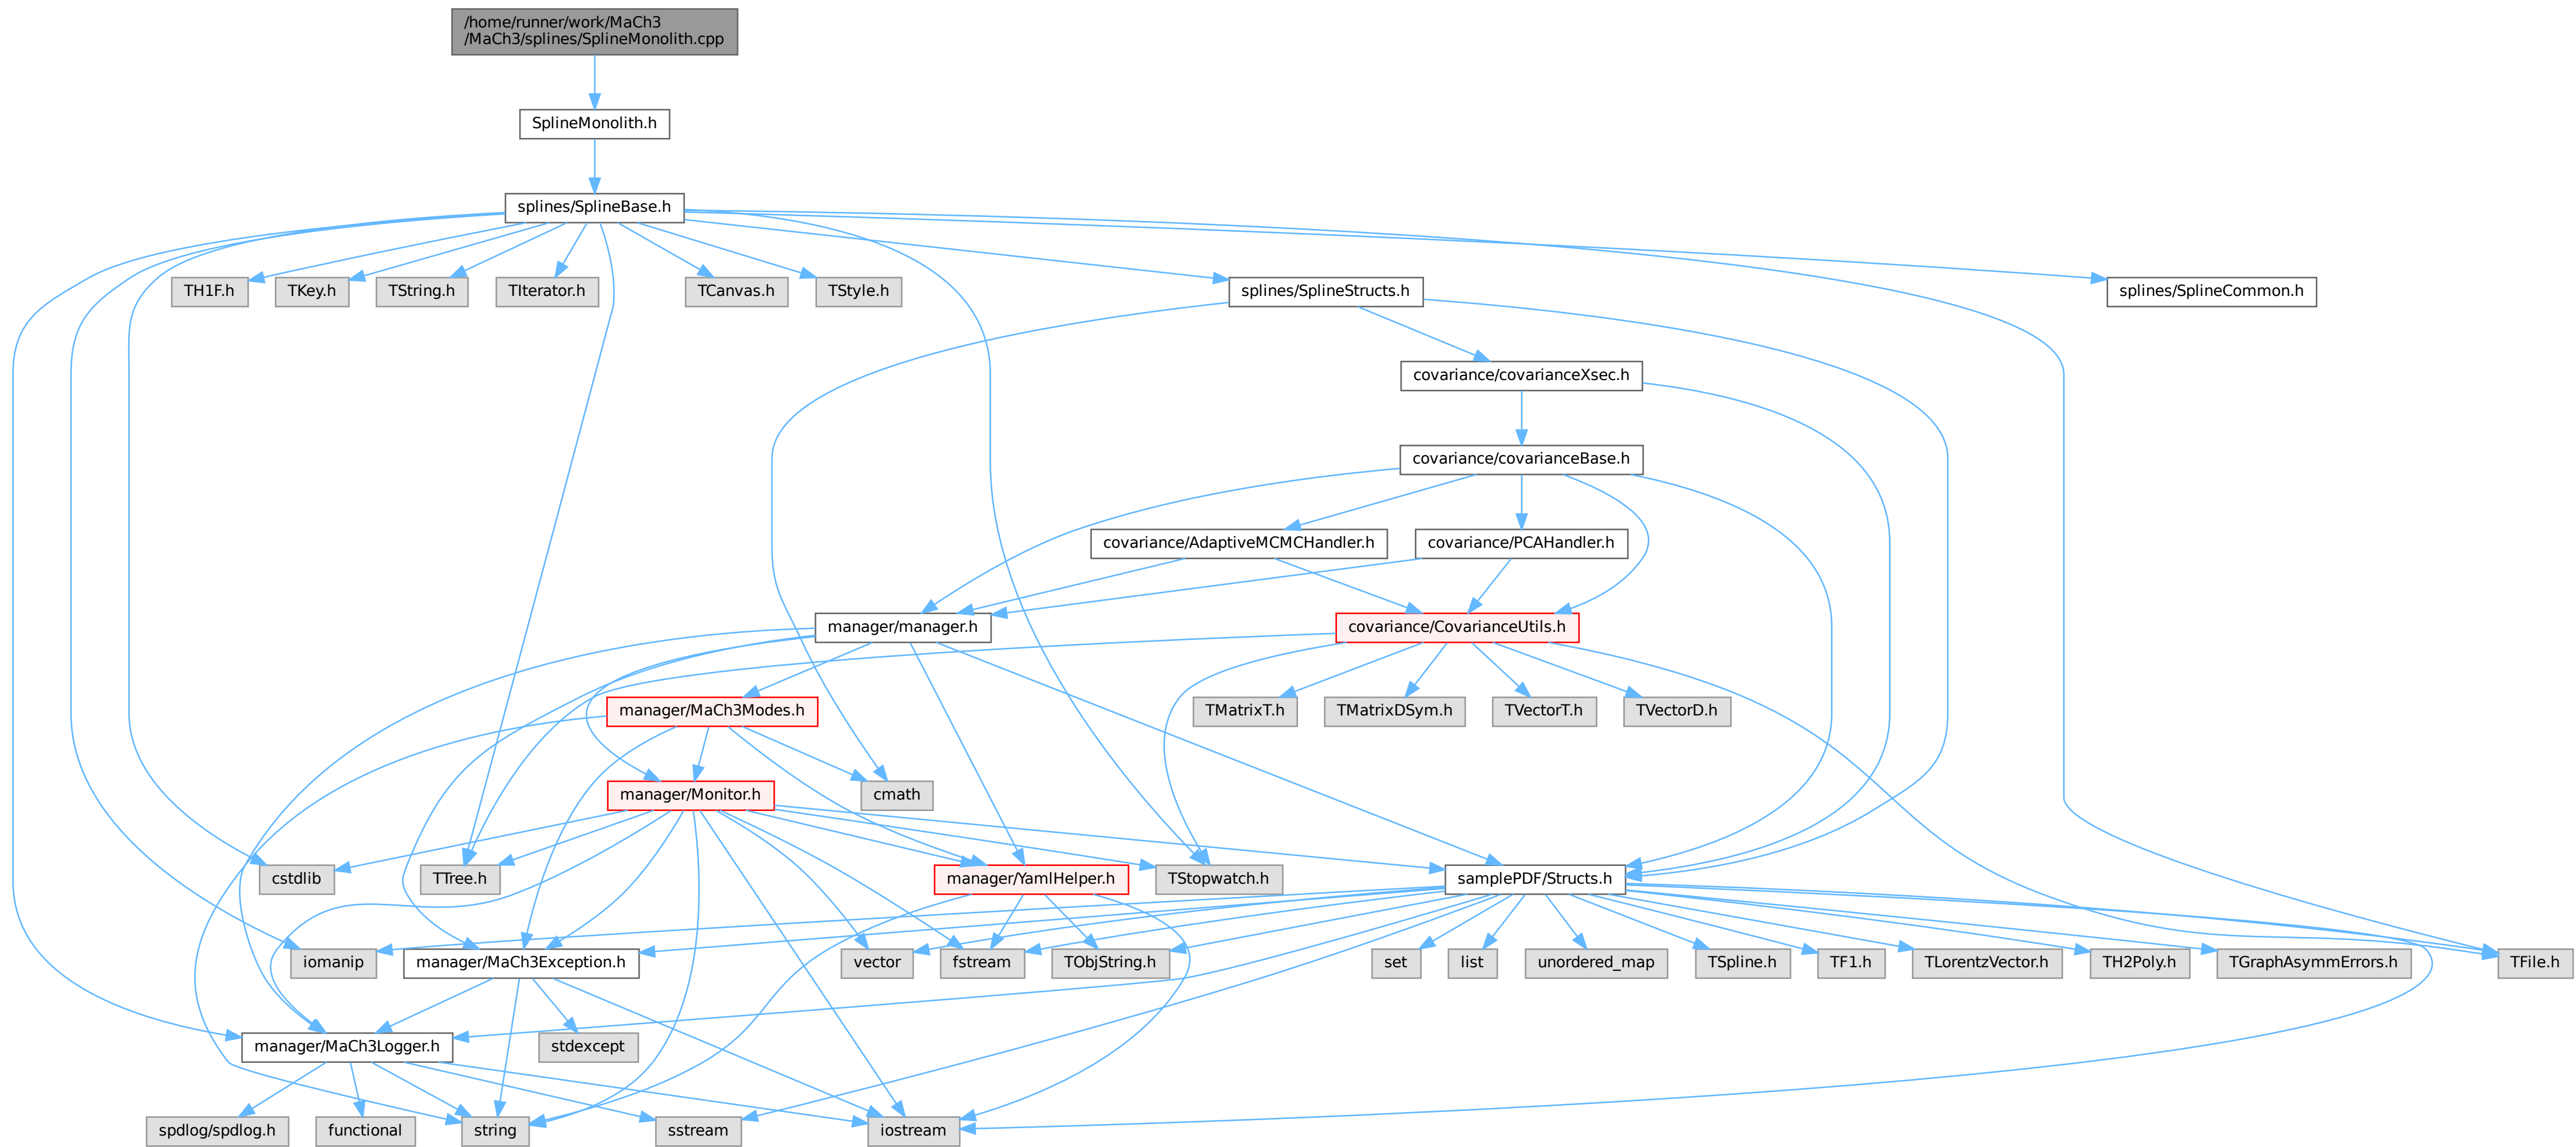 /home/runner/work/MaCh3
/MaCh3/splines/SplineMonolith.cpp
SplineMonolith.h
splines/SplineBase.h
TH1F.h
TKey.h
TString.h
TIterator.h
TCanvas.h
TStyle.h
splines/SplineStructs.h
splines/SplineCommon.h
covariance/covarianceXsec.h
covariance/covarianceBase.h
covariance/AdaptiveMCMCHandler.h
covariance/PCAHandler.h
manager/manager.h
covariance/CovarianceUtils.h
manager/MaCh3Modes.h
TMatrixT.h
TMatrixDSym.h
TVectorT.h
TVectorD.h
manager/Monitor.h
cmath
cstdlib
TTree.h
manager/YamlHelper.h
TStopwatch.h
samplePDF/Structs.h
iomanip
manager/MaCh3Exception.h
vector
fstream
TObjString.h
set
list
unordered_map
TSpline.h
TF1.h
TLorentzVector.h
TH2Poly.h
TGraphAsymmErrors.h
TFile.h
manager/MaCh3Logger.h
stdexcept
spdlog/spdlog.h
functional
string
sstream
iostream